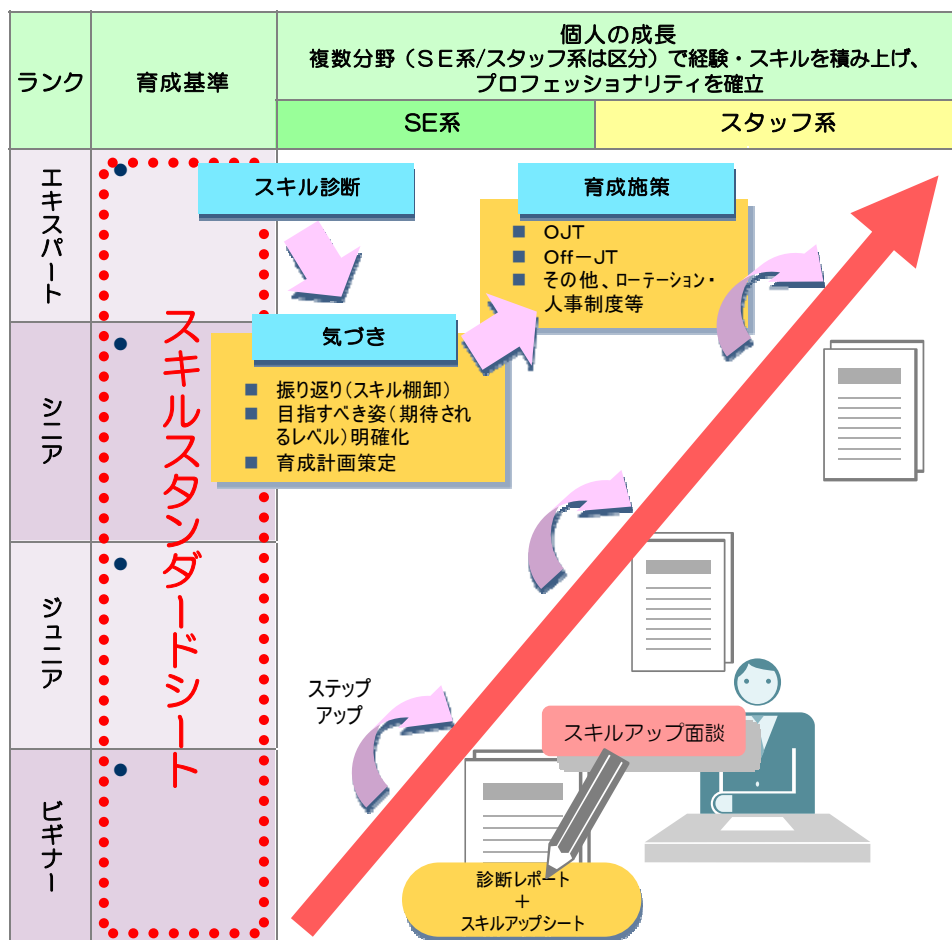 ランク
育成基準
個人の成長
複数分野（ＳＥ系/スタッフ系は区分）で経験・スキルを積み上げ、
プロフェッショナリティを確立
SE系
スタッフ系
エキスパート
シニア
ジュニア
ビギナー
スキルスタンダードシート
スキル診断
気づき
■ 振り返り（スキル棚卸）
■ 目指すべき姿（期待され
るレベル）明確化
■ 育成計画策定
育成施策
■ OJT
■ Off－JT
■ その他、ローテーション・
人事制度等
ステップ
アップ
スキルアップ面談
診断レポート
＋
スキルアップシート